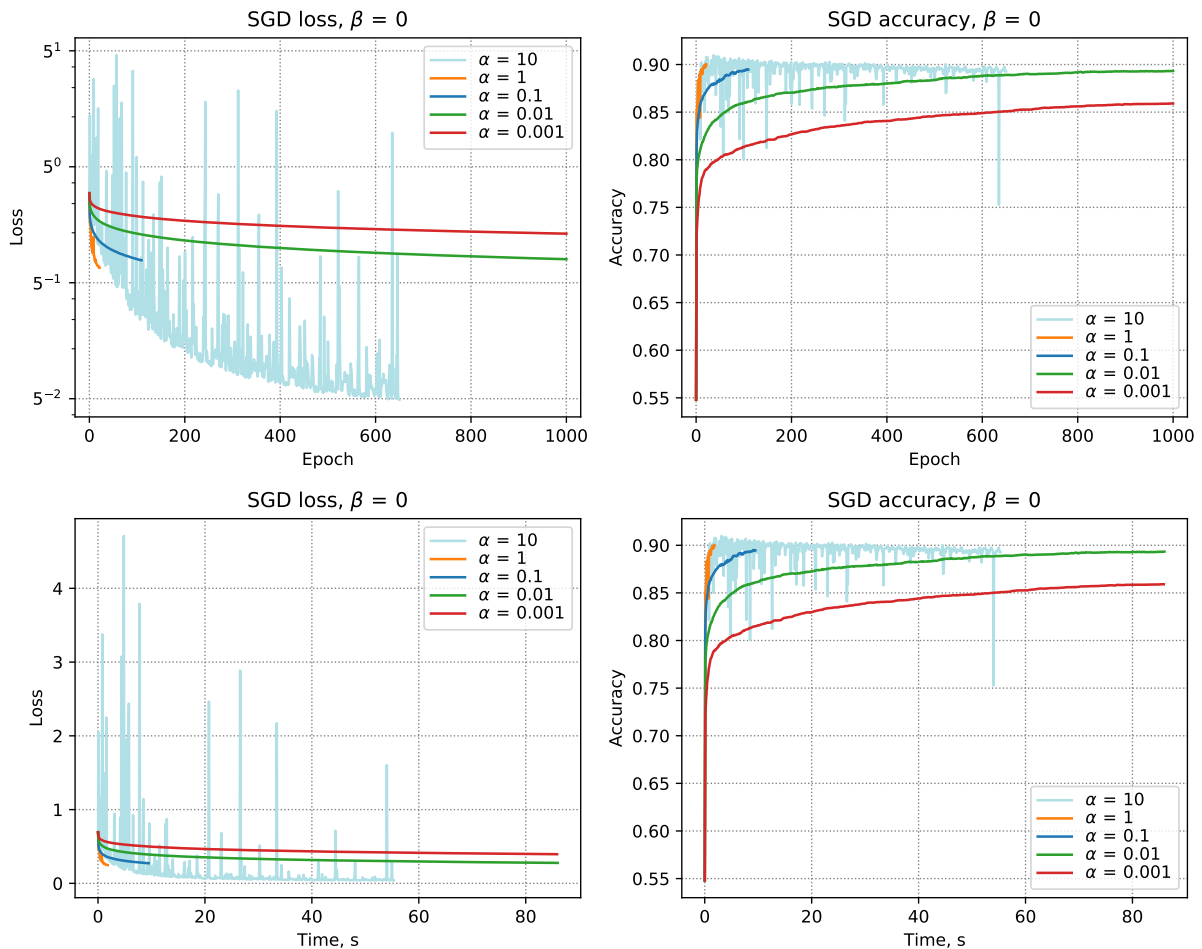 SGD loss, β = 0
5¹
5⁰
5⁻¹
5⁻²
Loss
0 200 400 600 800 1000
Epoch
α = 10
α = 1
α = 0.1
α = 0.01
α = 0.001
SGD accuracy, β = 0
0.90
0.85
0.80
0.75
0.70
0.65
0.60
0.55
Accuracy
0 200 400 600 800 1000
Epoch
α = 10
α = 1
α = 0.1
α = 0.01
α = 0.001
SGD loss, β = 0
4
3
2
1
0
Loss
0 20 40 60 80
Time, s
α = 10
α = 1
α = 0.1
α = 0.01
α = 0.001
SGD accuracy, β = 0
0.90
0.85
0.80
0.75
0.70
0.65
0.60
0.55
Accuracy
0 20 40 60 80
Time, s
α = 10
α = 1
α = 0.1
α = 0.01
α = 0.001